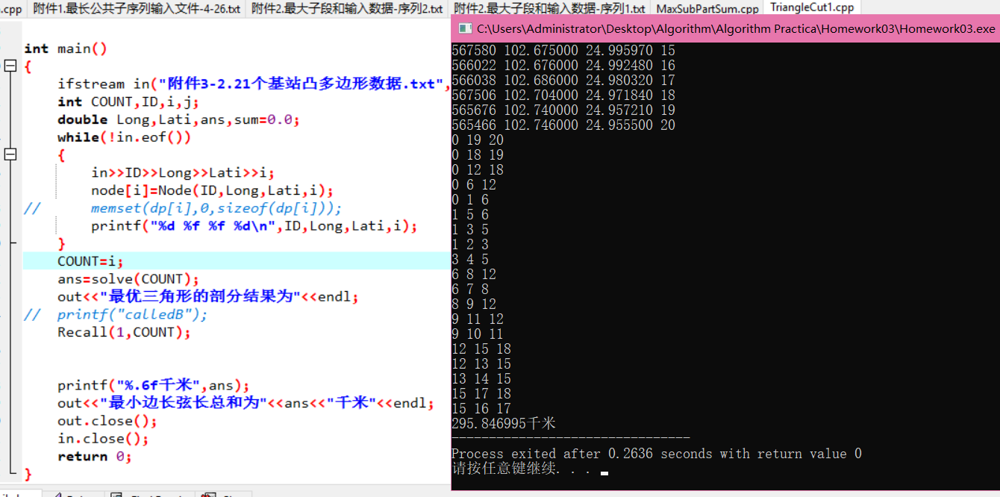 .cpp 附件1.最长公共子序列输入文件-4-26.txt 附件2.最大子段和输入数据-序列2.txt 附件2.最大子段和输入数据-序列1.txt MaxSubPartSum.cpp TriangleCut1.cpp
int main()
{
ifstream in("附件3-2.21个基站凸多边形数据.txt",
int COUNT,ID,i,j;
double Long,Lati,ans,sum=0.0;
while(!in.eof())
{
in>>ID>>Long>>Lati>>i;
node[i]=Node(ID,Long,Lati,i);
// memset(dp[i],0,sizeof(dp[i]));
printf("%d %f %f %d\n",ID,Long,Lati,i);
}
COUNT=i;
ans=solve(COUNT);
out<<"最优三角形的剖分结果为"<<endl;
// printf("calledB");
Recall(1,COUNT);
printf("%.6f千米",ans);
out<<"最小边长弦长总和为"<<ans<<"千米"<<endl;
out.close();
in.close();
return 0;
}
C:\Users\Administrator\Desktop\Algorithm\Algorithm Practica\Homework03\Homework03.exe
567580 102.675000 24.995970 15
566022 102.676000 24.992480 16
566038 102.686000 24.980320 17
567506 102.704000 24.971840 18
565676 102.740000 24.957210 19
565466 102.746000 24.955500 20
0 19 20
0 18 19
0 12 18
0 6 12
0 1 6
1 5 6
1 3 5
1 2 3
3 4 5
6 8 12
6 7 8
8 9 12
9 11 12
9 10 11
12 15 18
12 13 15
13 14 15
15 17 18
15 16 17
295.846995千米
--------------------------------
Process exited after 0.2636 seconds with return value 0
请按任意键继续. . .